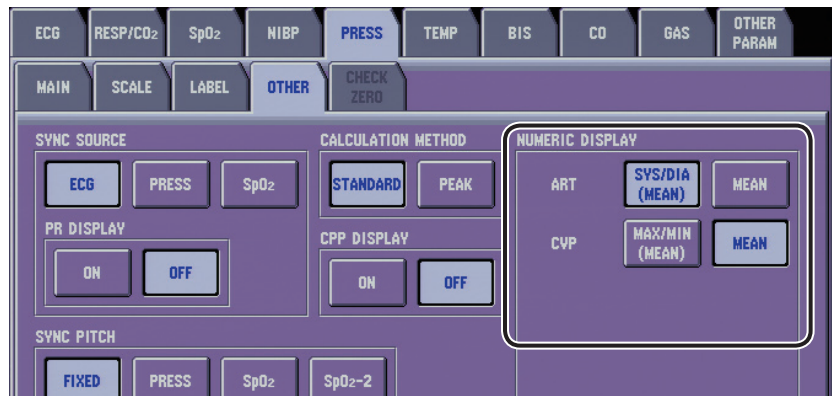 ECG RESP/CO2 SpO2 NIBP PRESS TEMP BIS CO GAS OTHER PARAM
MAIN SCALE LABEL OTHER CHECK ZERO
SYNC SOURCE
ECG PRESS SpO2
PR DISPLAY
ON OFF
CALCULATION METHOD
STANDARD PEAK
CPP DISPLAY
ON OFF
NUMERIC DISPLAY
ART SYS/DIA (MEAN) MEAN
CVP MAX/MIN (MEAN) MEAN
SYNC PITCH
FIXED PRESS SpO2 SpO2-2